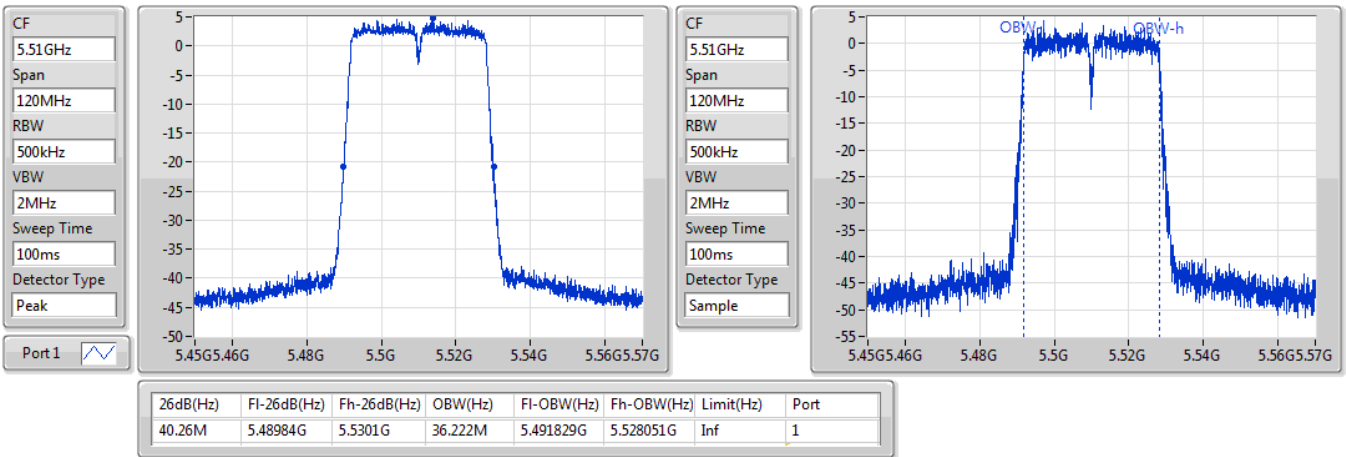 CF
5.51GHz
Span
120MHz
RBW
500kHz
VBW
2MHz
Sweep Time
100ms
Detector Type
Peak
Port 1
5-
0-
-5-
-10-
-15-
-20-
-25-
-30-
-35-
-40-
-45-
-50-
5.45G 5.46G 5.48G 5.5G 5.52G 5.54G 5.56G 5.57G
CF
5.51GHz
Span
120MHz
RBW
500kHz
VBW
2MHz
Sweep Time
100ms
Detector Type
Sample
OBW-l OBW-h
5-
0-
-5-
-10-
-15-
-20-
-25-
-30-
-35-
-40-
-45-
-50-
-55-
5.45G 5.46G 5.48G 5.5G 5.52G 5.54G 5.56G 5.57G
26dB(Hz) Fl-26dB(Hz) Fh-26dB(Hz) OBW(Hz) Fl-OBW(Hz) Fh-OBW(Hz) Limit(Hz) Port
40.26M 5.48984G 5.5301G 36.222M 5.491829G 5.528051G Inf 1